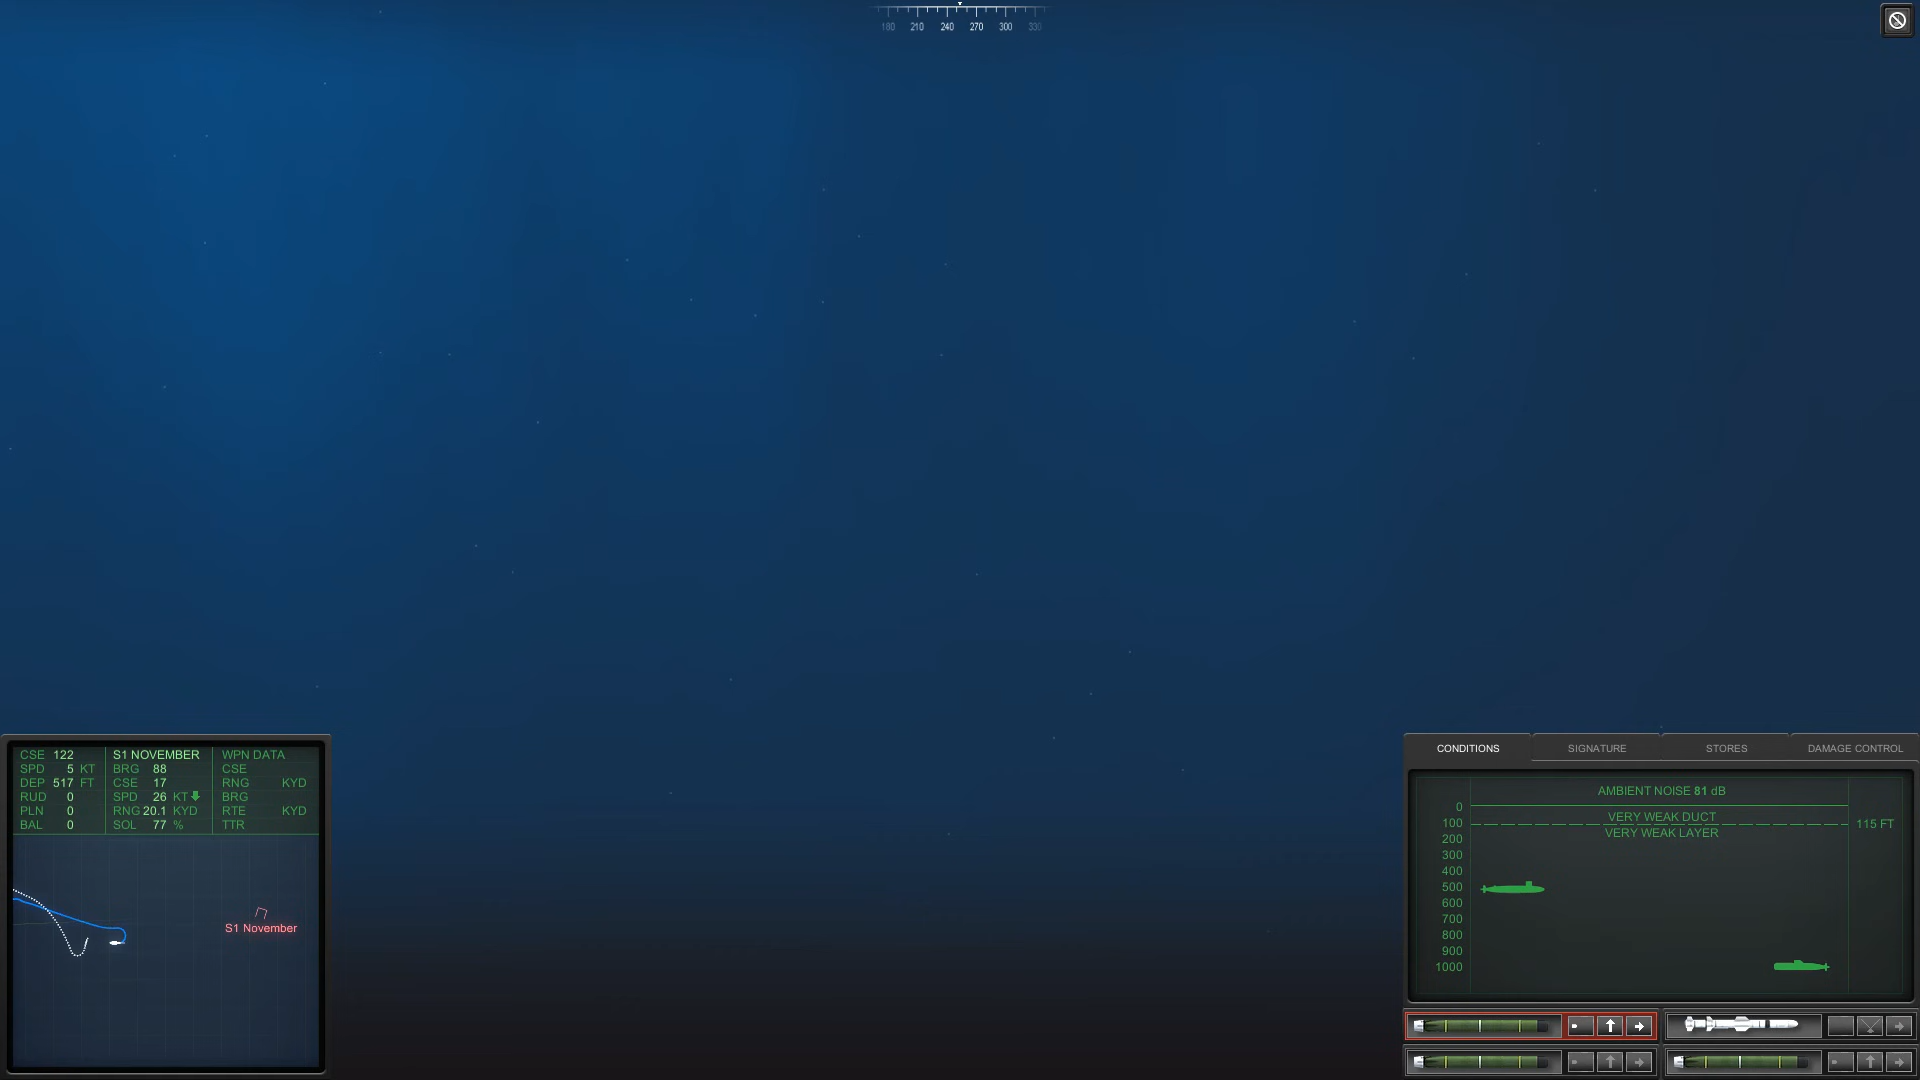 180 210 240 270 300 330
CSE 122
SPD 5 KT
DEP 517 FT
RUD 0
PLN 0
BAL 0
S1 NOVEMBER
BRG 88
CSE 17
SPD 26 KT
RNG 20.1 KYD
SOL 77 %
WPN DATA
CSE
RNG KYD
BRG
RTE KYD
TTR
S1 November
CONDITIONS SIGNATURE STORES DAMAGE CONTROL
AMBIENT NOISE 81 dB
0
VERY WEAK DUCT
100 115 FT
VERY WEAK LAYER
200
300
400
500
600
700
800
900
1000